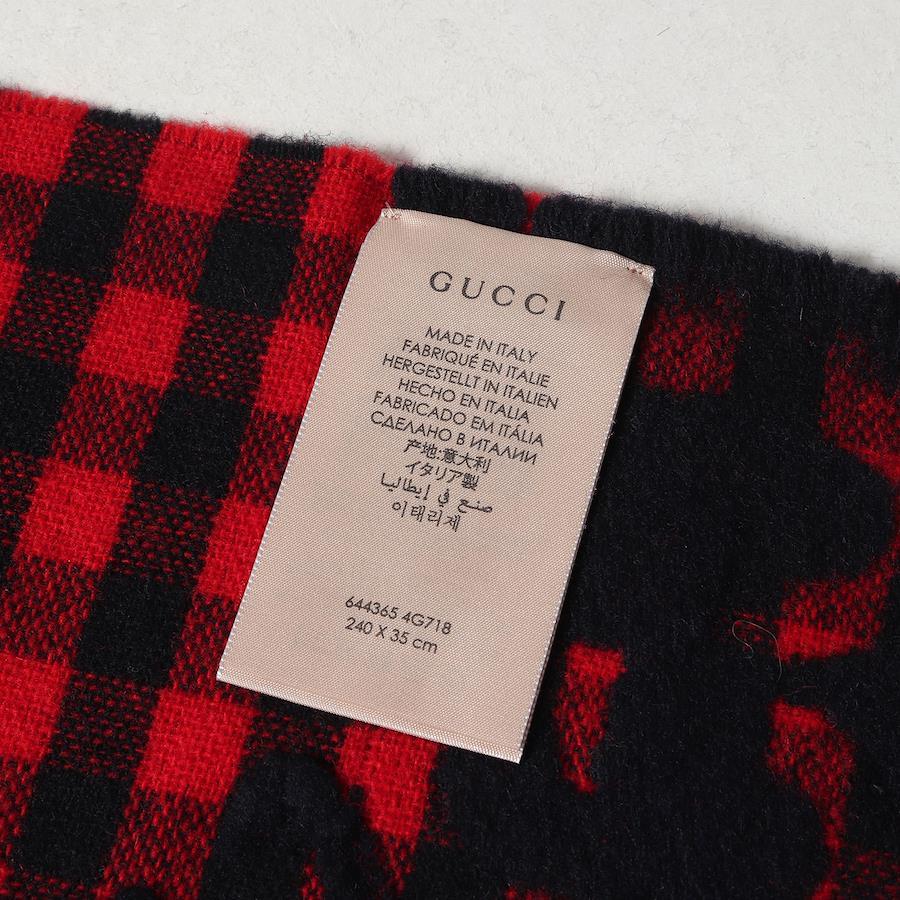 GUCCI
MADE IN ITALY
FABRIQUÉ EN ITALIE
HERGESTELLT IN ITALIEN
HECHO EN ITALIA
FABRICADO EM ITÁLIA
СДЕЛАНО В ИТАЛИИ
产地:意大利
イタリア製
صنع في إيطاليا
이태리제
644365 4G718
240 X 35 cm